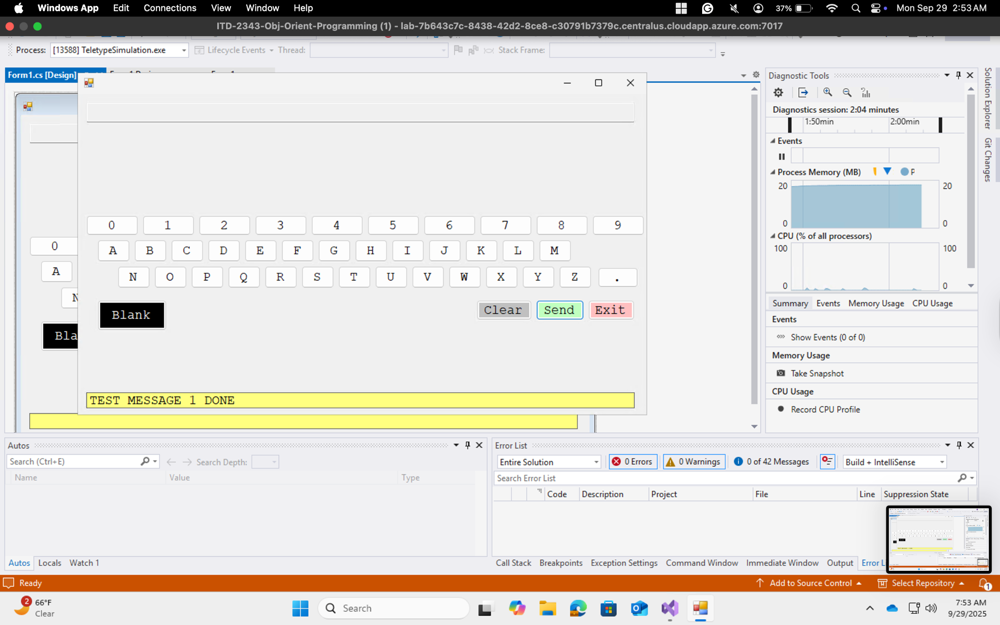 Windows App Edit Connections View Window Help 37% Mon Sep 29 2:53 AM
ITD-2343-Obj-Orient-Programming (1) - lab-7b643c7c-8438-42d2-8ce8-c30791b7379c.centralus.cloudapp.azure.com:7017
Process: [13588] TeletypeSimulation.exe Lifecycle Events Thread: Stack Frame:
Form1.cs [Design]
Diagnostic Tools
Diagnostics session: 2:04 minutes
1:50min 2:00min
Events
Process Memory (MB) P
20 20
0 0
CPU (% of all processors)
100 100
0 0
Summary Events Memory Usage CPU Usage
Events
Show Events (0 of 0)
Memory Usage
Take Snapshot
CPU Usage
Record CPU Profile
Solution Explorer
Git Changes
0 1 2 3 4 5 6 7 8 9
A B C D E F G H I J K L M
N O P Q R S T U V W X Y Z .
Blank Clear Send Exit
TEST MESSAGE 1 DONE
0
A
N
Bla
Autos
Search (Ctrl+E) Search Depth:
Name Value Type
Autos Locals Watch 1
Error List
Entire Solution 0 Errors 0 Warnings 0 of 42 Messages Build + IntelliSense
Search Error List
Code Description Project File Line Suppression State
Call Stack Breakpoints Exception Settings Command Window Immediate Window Output Error L
Ready Add to Source Control Select Repository 1
2 66°F
Clear
Search
7:53 AM
9/29/2025